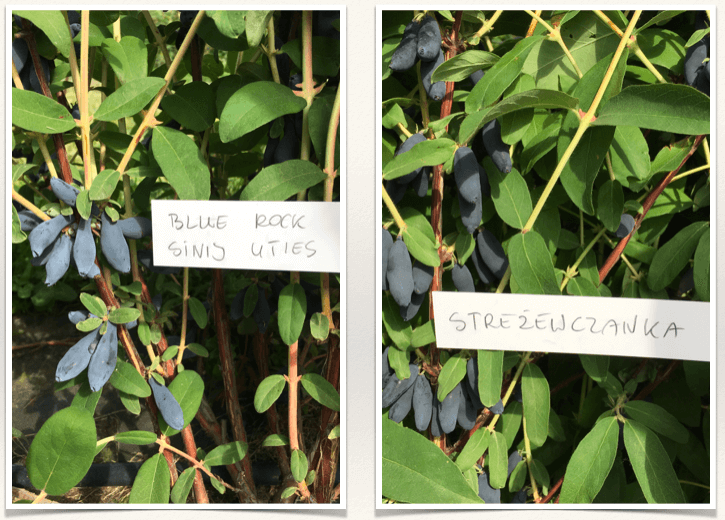 BLUE ROCK
SINIJ UTIES
STREŻEWCZANKA